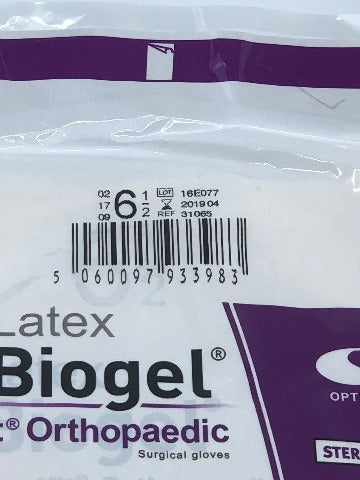 02
17
09
6 1/2
LOT 16E077
2019 04
REF 31065
5 060097 933983
Latex
Biogel®
® Orthopaedic
Surgical gloves
OPT
STER